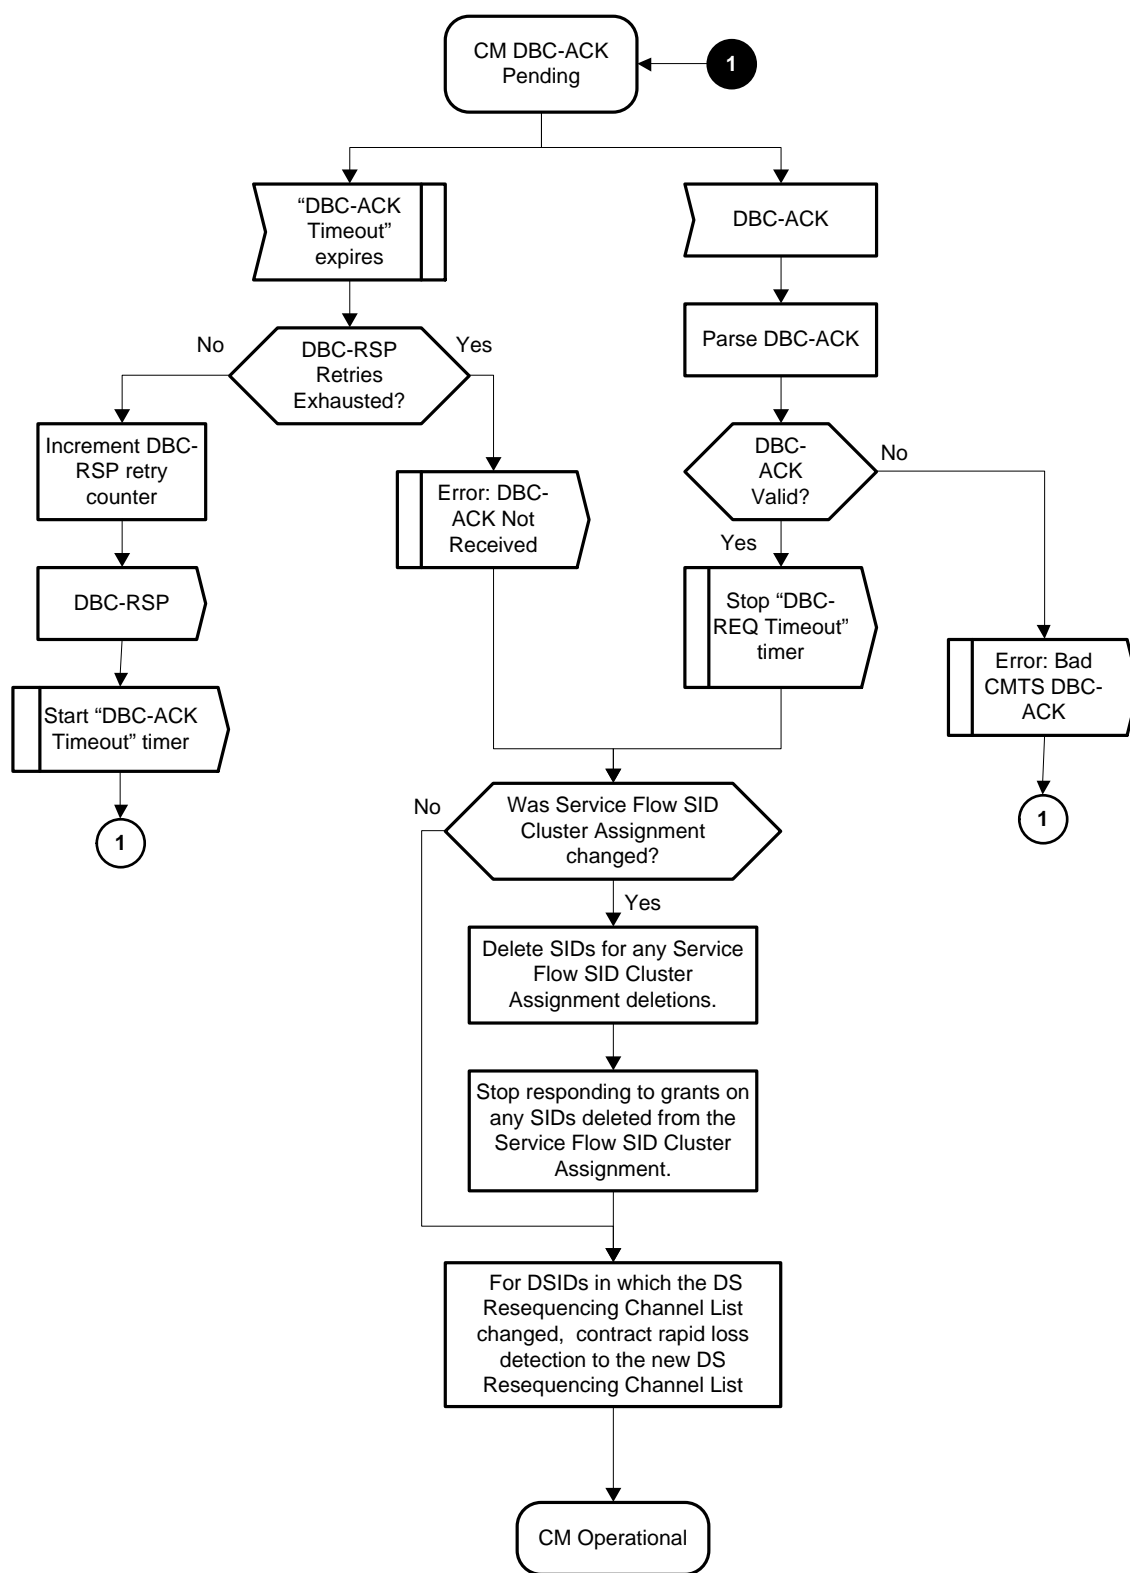 CM DBC-ACK
Pending
1
“DBC-ACK
Timeout”
expires
DBC-ACK
No
DBC-RSP
Retries
Exhausted?
Yes
Parse DBC-ACK
Increment DBC-
RSP retry
counter
Error: DBC-
ACK Not
Received
DBC-
ACK
Valid?
No
Yes
DBC-RSP
Stop “DBC-
REQ Timeout”
timer
Error: Bad
CMTS DBC-
ACK
Start “DBC-ACK
Timeout” timer
1
1
No
Was Service Flow SID
Cluster Assignment
changed?
Yes
Delete SIDs for any Service
Flow SID Cluster
Assignment deletions.
Stop responding to grants on
any SIDs deleted from the
Service Flow SID Cluster
Assignment.
For DSIDs in which the DS
Resequencing Channel List
changed, contract rapid loss
detection to the new DS
Resequencing Channel List
CM Operational